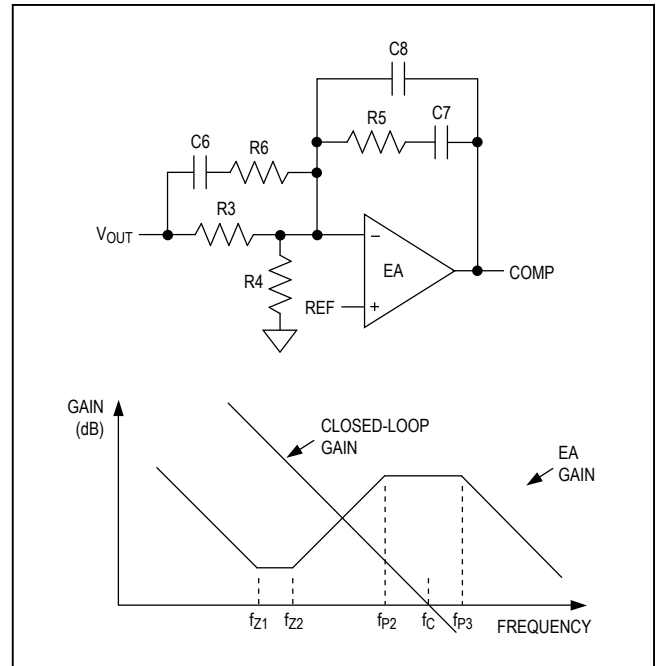 C8
R5
C7
C6
R6
R3
VOUT
R4
−
EA
+
REF
COMP
GAIN
(dB)
CLOSED-LOOP
GAIN
EA
GAIN
fZ1
fZ2
fP2
fC
fP3
FREQUENCY